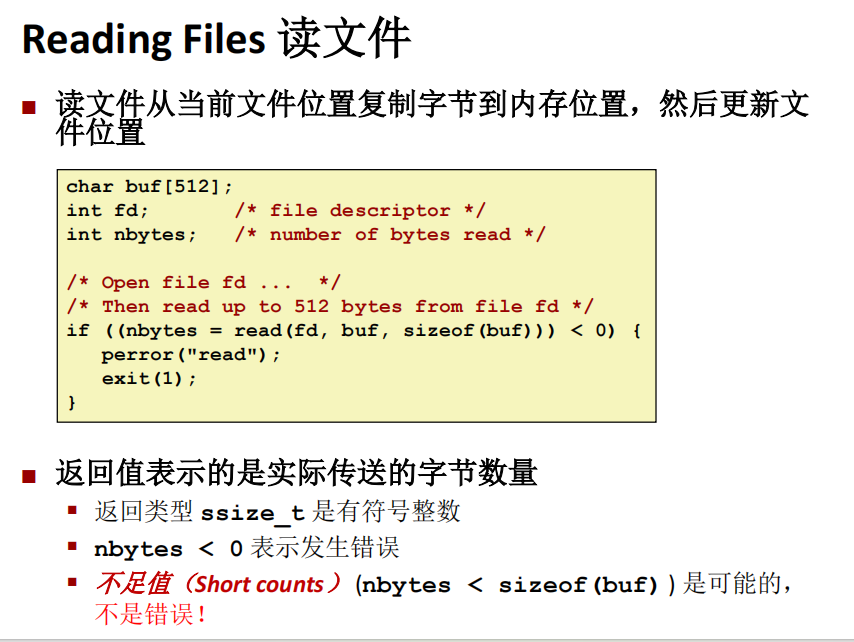 Reading Files 读文件
■ 读文件从当前文件位置复制字节到内存位置，然后更新文
件位置
char buf[512];
int fd;       /* file descriptor */
int nbytes;   /* number of bytes read */
/* Open file fd ...  */
/* Then read up to 512 bytes from file fd */
if ((nbytes = read(fd, buf, sizeof(buf))) < 0) {
   perror("read");
   exit(1);
}
■ 返回值表示的是实际传送的字节数量
▪ 返回类型 ssize_t 是有符号整数
▪ nbytes < 0 表示发生错误
▪ 不足值（Short counts）(nbytes < sizeof(buf) ) 是可能的，
不是错误！